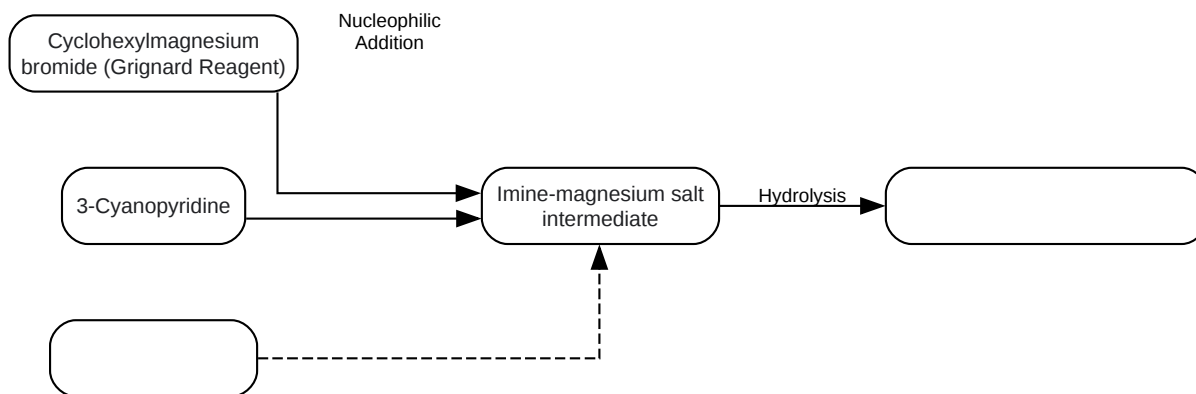 Nucleophilic
Addition
Cyclohexylmagnesium
bromide (Grignard Reagent)
3-Cyanopyridine
Imine-magnesium salt
intermediate
Hydrolysis